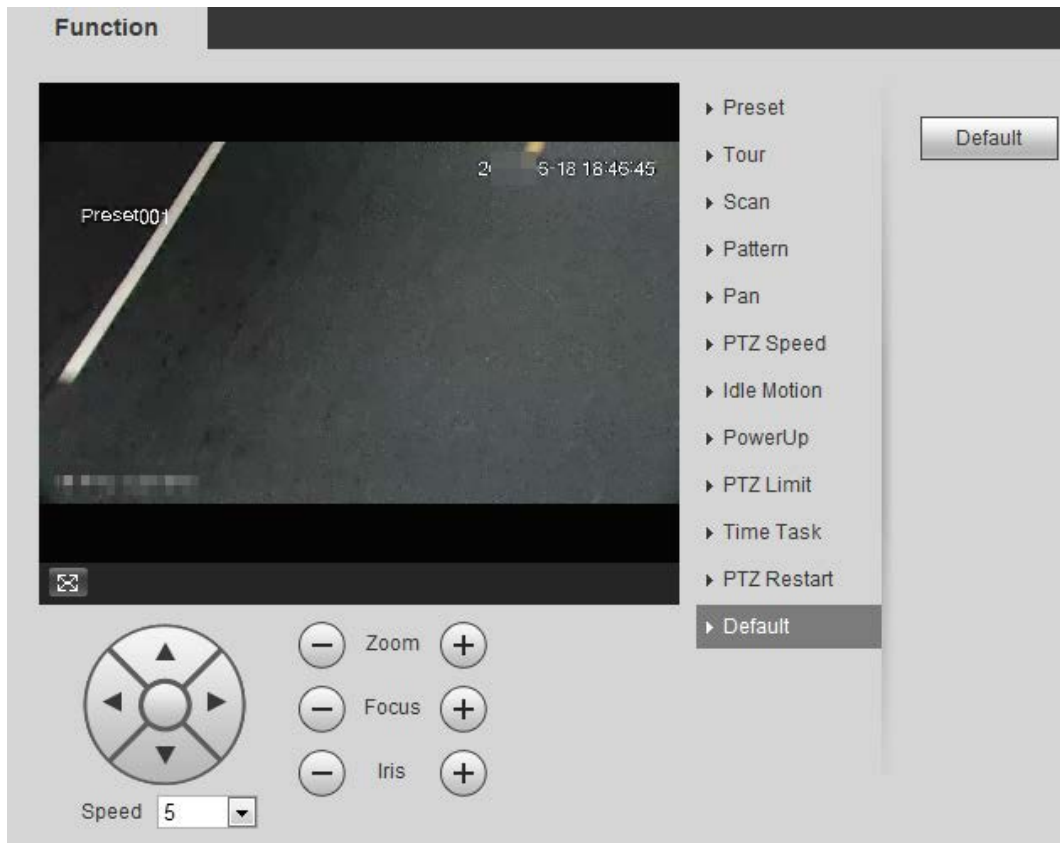 Function
Preset001
5-18 18:46:45
Preset
Tour
Scan
Pattern
Pan
PTZ Speed
Idle Motion
PowerUp
PTZ Limit
Time Task
PTZ Restart
Default
Default
Zoom
Focus
Iris
Speed 5